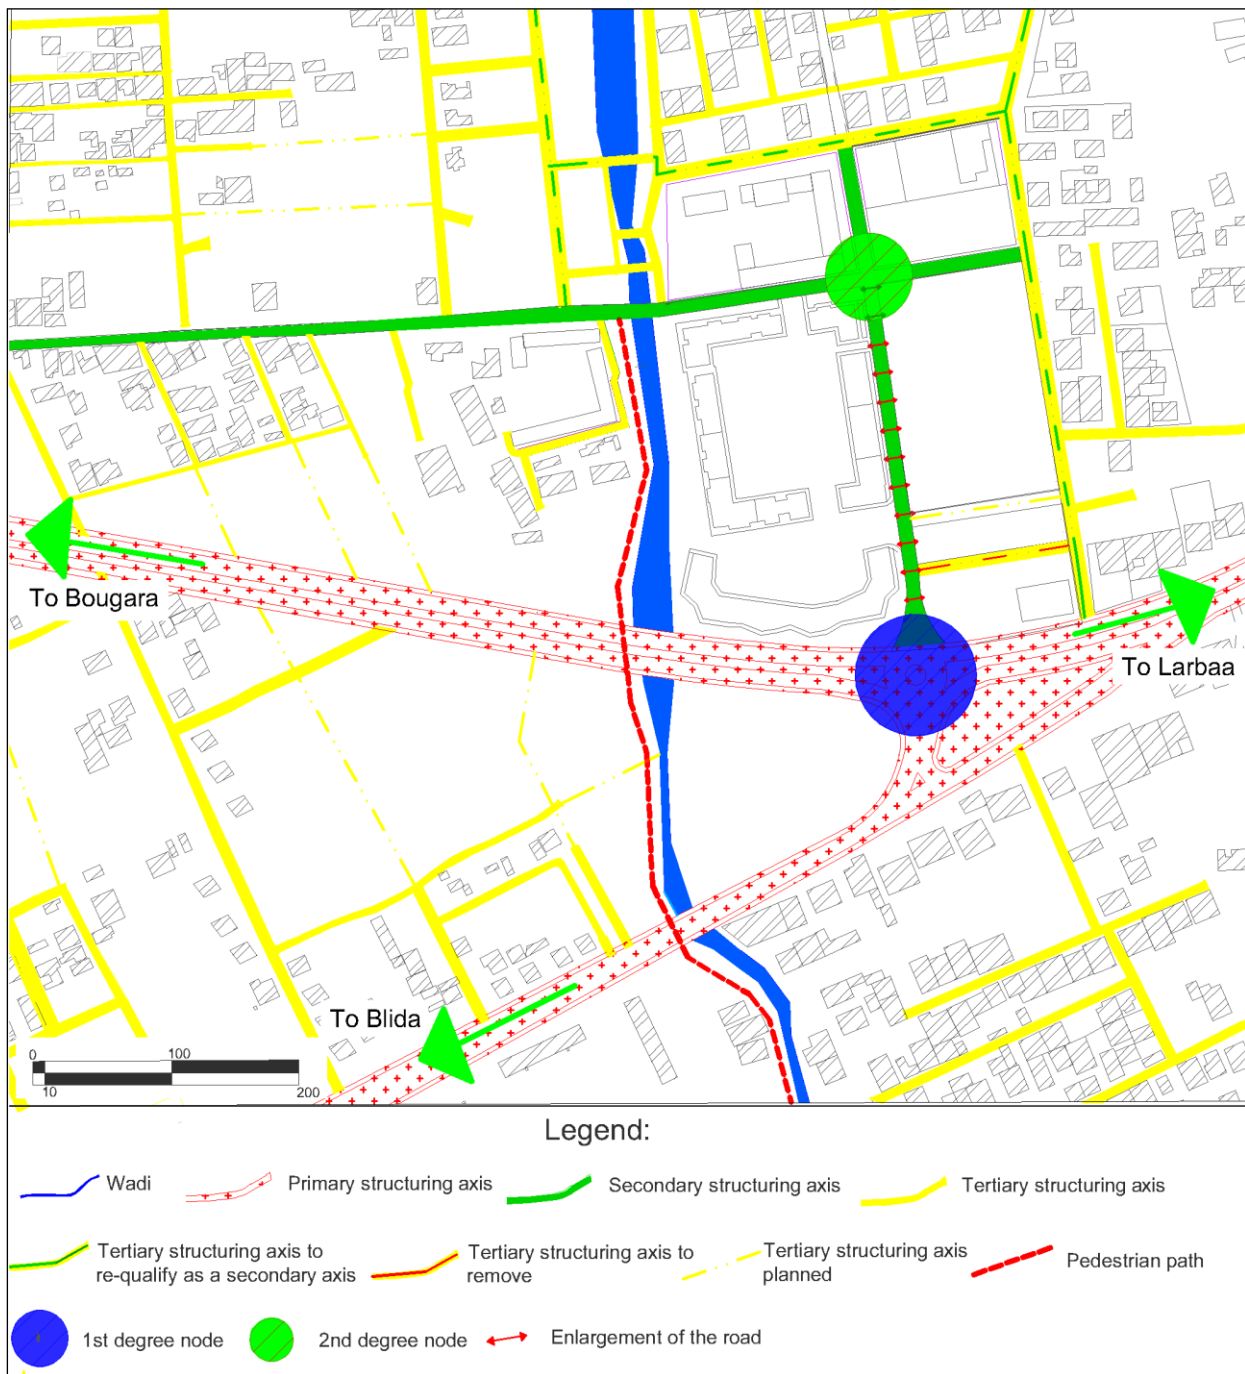 To Bougara
To Larbaa
To Blida
0
100
10
200
Legend:
Wadi
Primary structuring axis
Secondary structuring axis
Tertiary structuring axis
Tertiary structuring axis to
re-qualify as a secondary axis
Tertiary structuring axis to
remove
Tertiary structuring axis
planned
Pedestrian path
1st degree node
2nd degree node
Enlargement of the road